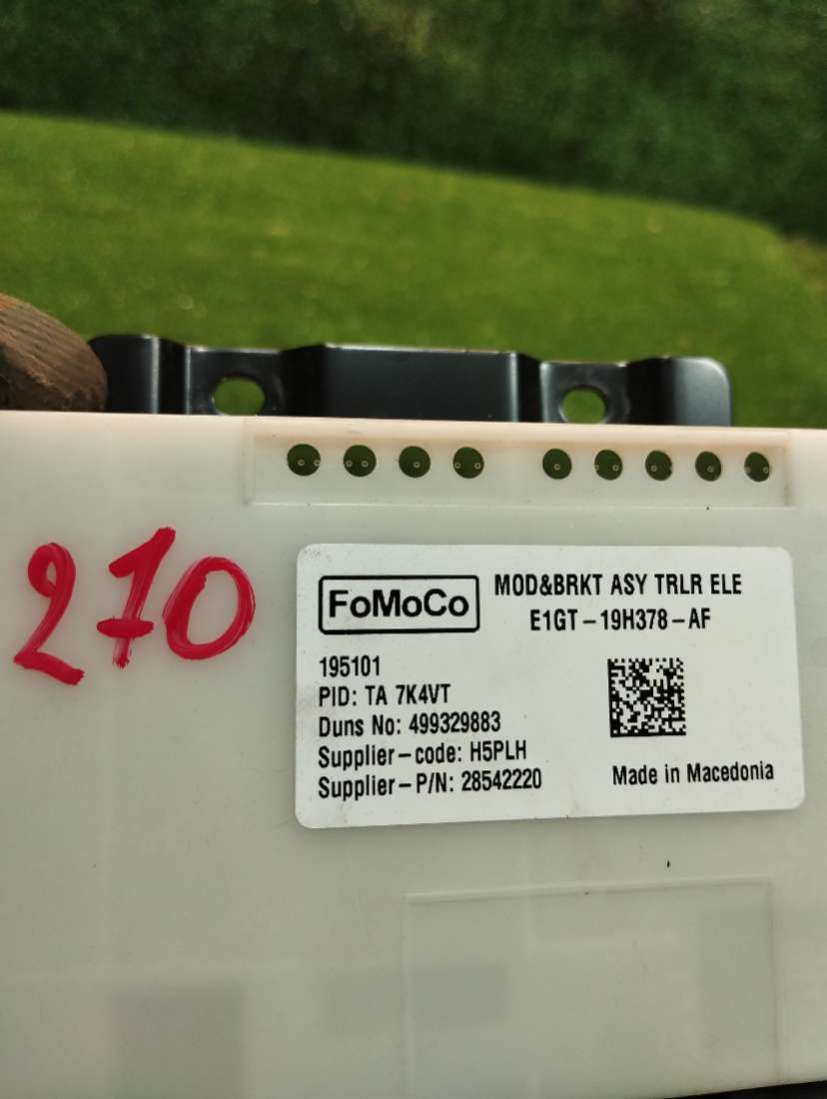 270
FoMoCo
MOD&BRKT ASY TRLR ELE
E1GT-19H378-AF
195101
PID: TA 7K4VT
Duns No: 499329883
Supplier-code: H5PLH
Supplier-P/N: 28542220
Made in Macedonia